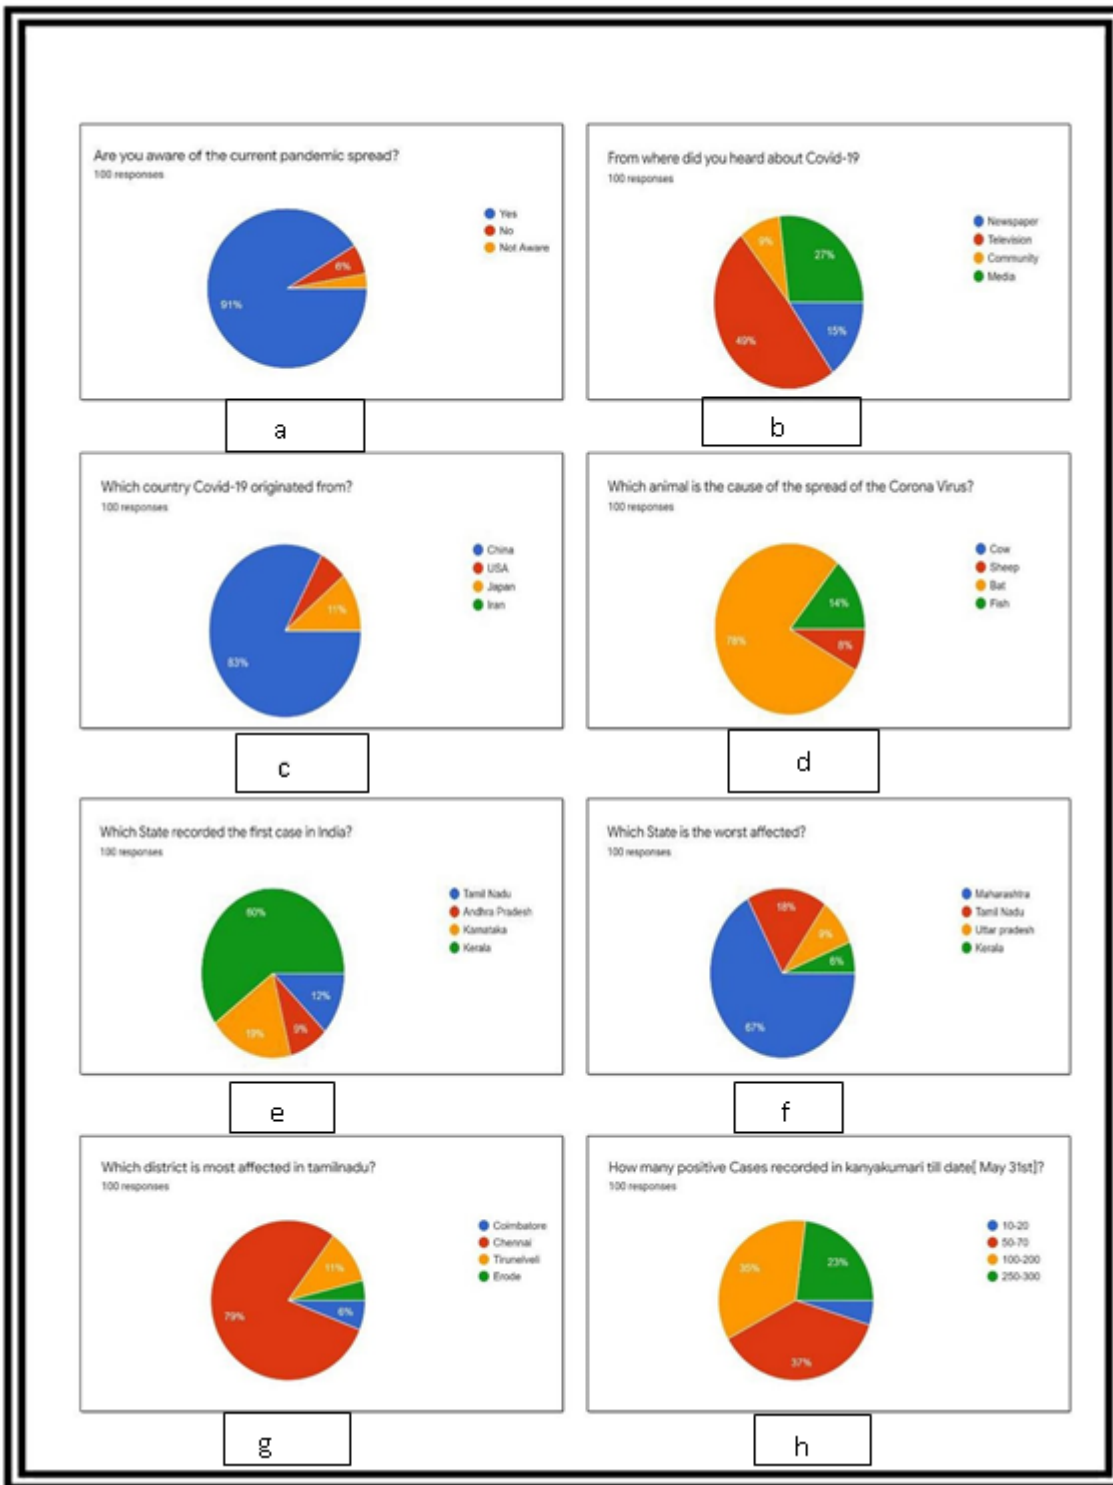 Are you aware of the current pandemic spread?
100 responses
Yes
No
Not Aware
6%
91%
a
From where did you heard about Covid-19
100 responses
Newspaper
Television
Community
Media
9%
27%
49%
15%
b
Which country Covid-19 originated from?
100 responses
China
USA
Japan
Iran
11%
83%
c
Which animal is the cause of the spread of the Corona Virus?
100 responses
Cow
Sheep
Bat
Fish
14%
78%
8%
d
Which State recorded the first case in India?
100 responses
Tamil Nadu
Andhra Pradesh
Karnataka
Kerala
60%
12%
19%
9%
e
Which State is the worst affected?
100 responses
Maharashtra
Tamil Nadu
Uttar pradesh
Kerala
18%
9%
6%
67%
f
Which district is most affected in tamilnadu?
100 responses
Coimbatore
Chennai
Tirunelveli
Erode
11%
79%
6%
g
How many positive Cases recorded in kanyakumari till date[ May 31st]?
100 responses
10-20
50-70
100-200
250-300
35%
23%
37%
h